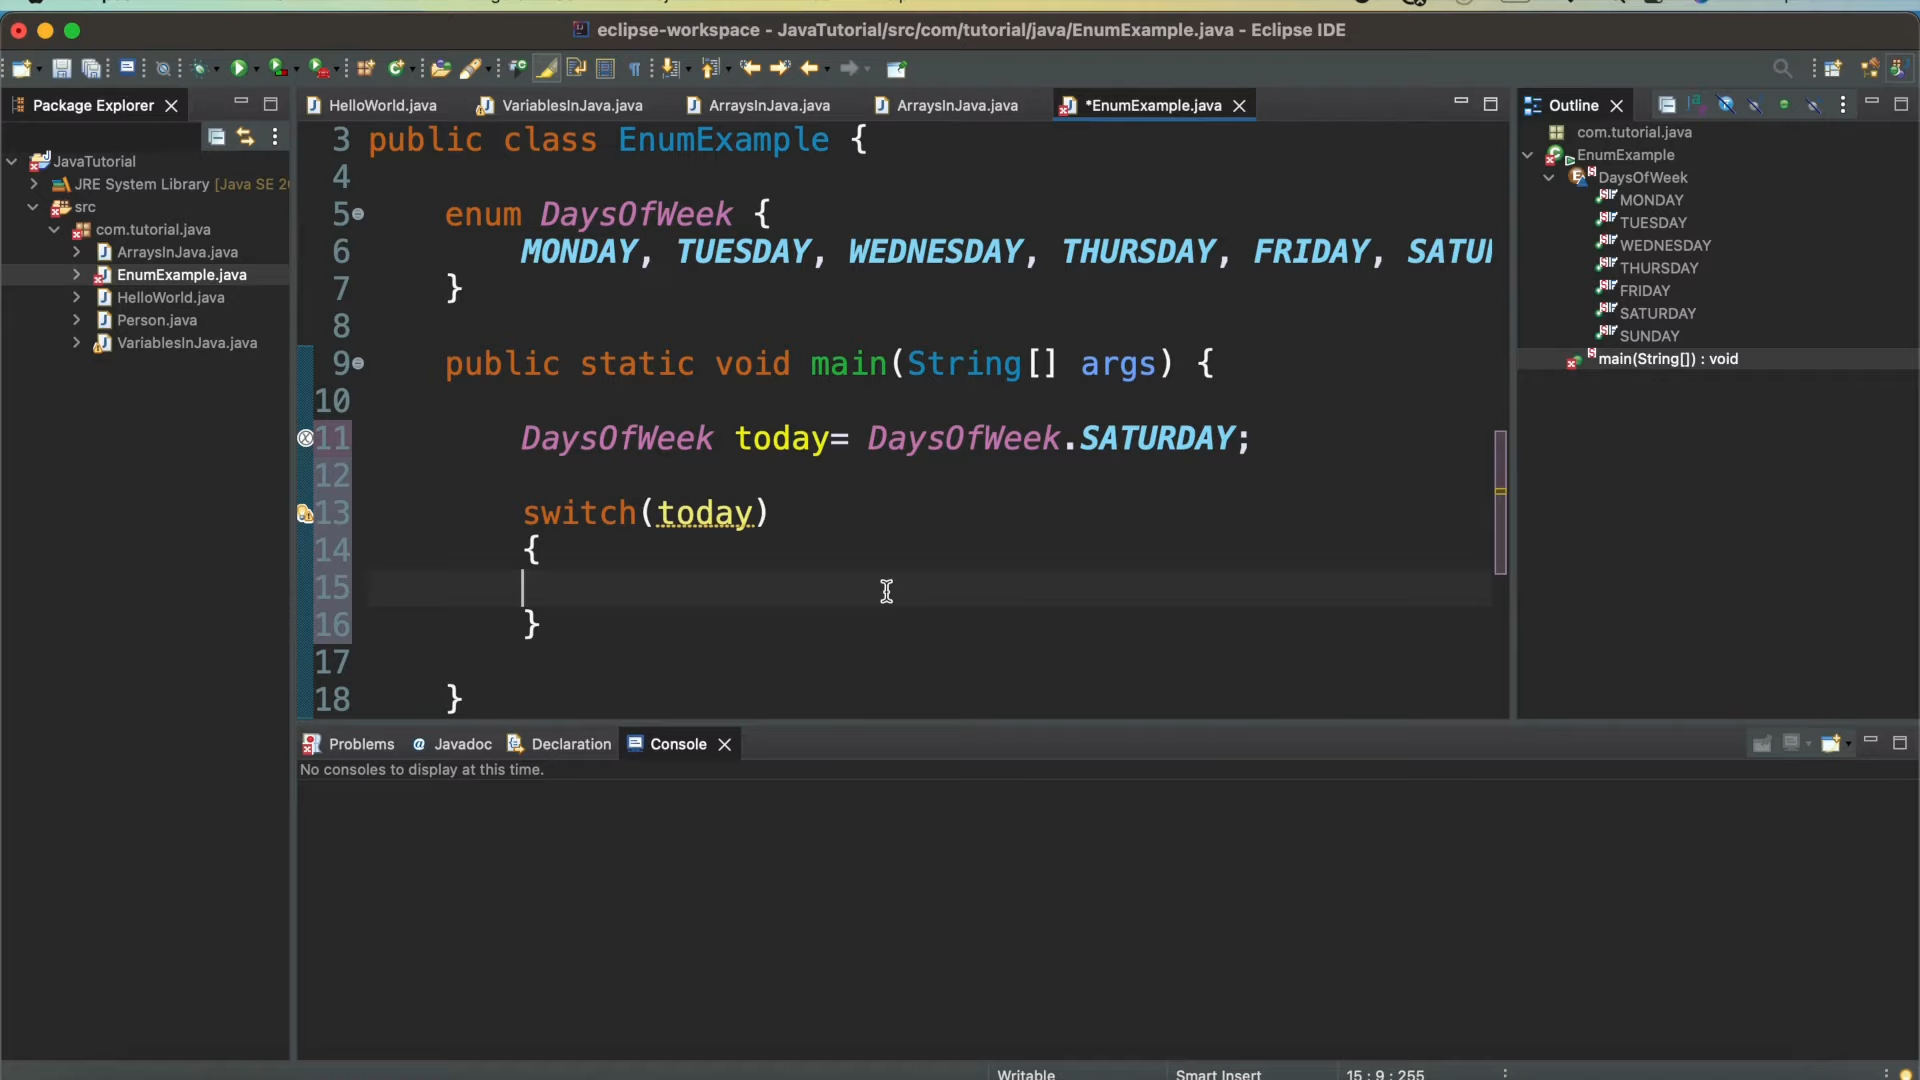 eclipse-workspace - JavaTutorial/src/com/tutorial/java/EnumExample.java - Eclipse IDE
Package Explorer
HelloWorld.java
VariablesInJava.java
ArraysInJava.java
ArraysInJava.java
*EnumExample.java
Outline
JavaTutorial
JRE System Library [Java SE 20
src
com.tutorial.java
ArraysInJava.java
EnumExample.java
HelloWorld.java
Person.java
VariablesInJava.java
3 public class EnumExample {
4
5 enum DaysOfWeek {
6 MONDAY, TUESDAY, WEDNESDAY, THURSDAY, FRIDAY, SATUR
7 }
8
9 public static void main(String[] args) {
10
11 DaysOfWeek today= DaysOfWeek.SATURDAY;
12
13 switch(today)
14 {
15
16 }
17
18 }
com.tutorial.java
EnumExample
DaysOfWeek
MONDAY
TUESDAY
WEDNESDAY
THURSDAY
FRIDAY
SATURDAY
SUNDAY
main(String[]) : void
Problems
@ Javadoc
Declaration
Console
No consoles to display at this time.
Writable
Smart Insert
15 : 9 : 255